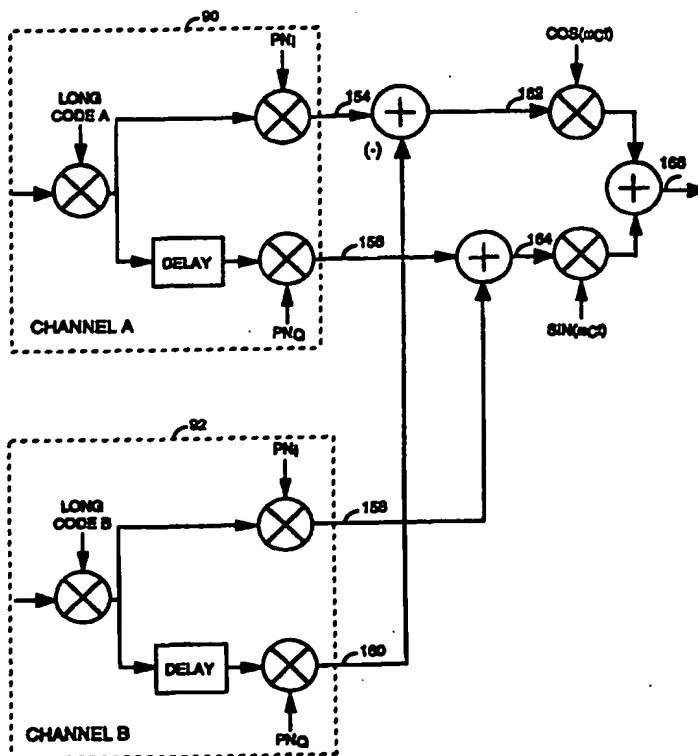 90
PNI
COS(ωCt)
LONG
CODE A
154
162
(-)
166
DELAY
156
164
CHANNEL A
PNQ
SIN(ωCt)
92
PNI
LONG
CODE B
158
DELAY
160
CHANNEL B
PNQ